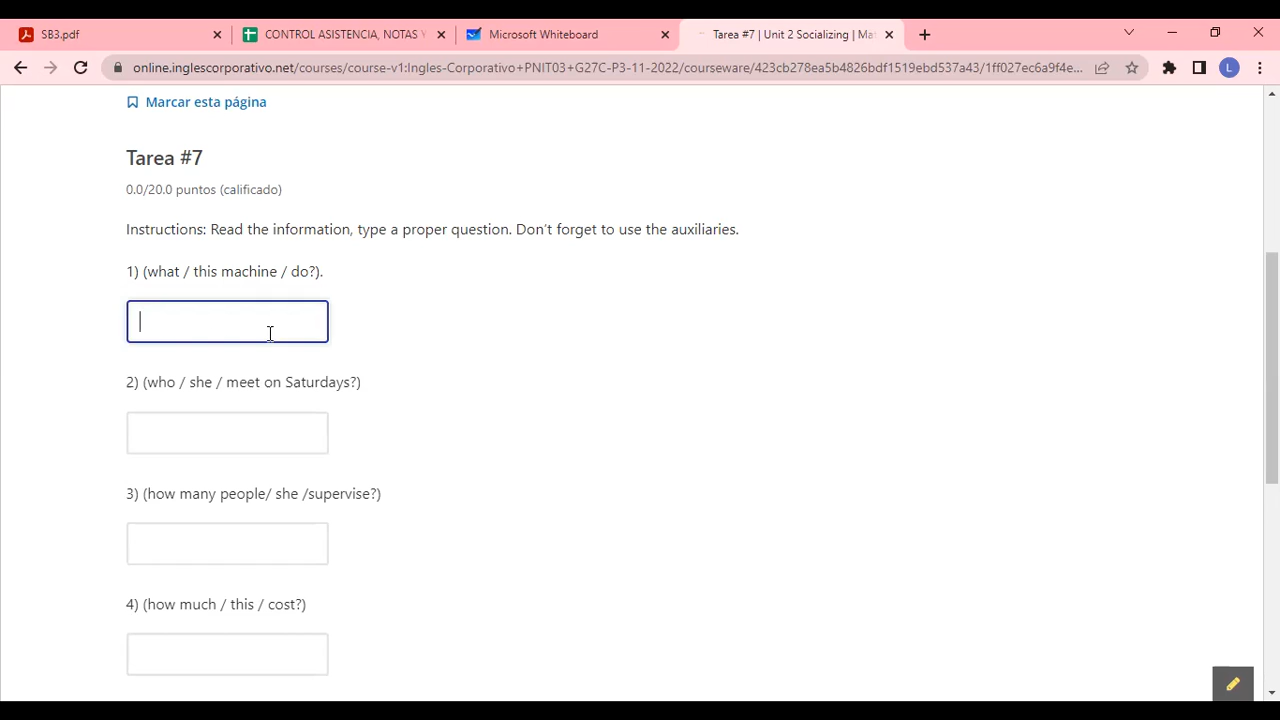 SB3.pdf
CONTROL ASISTENCIA, NOTAS Y
Microsoft Whiteboard
Tarea #7 | Unit 2 Socializing | Ma
online.inglescorporativo.net/courses/course-v1:Ingles-Corporativo+PNIT03+G27C-P3-11-2022/courseware/423cb278ea5b4826bdf1519ebd537a43/1ff027ec6a9f4e...
L
Marcar esta página
Tarea #7
0.0/20.0 puntos (calificado)
Instructions: Read the information, type a proper question. Don't forget to use the auxiliaries.
1) (what / this machine / do?).
2) (who / she / meet on Saturdays?)
3) (how many people/ she /supervise?)
4) (how much / this / cost?)